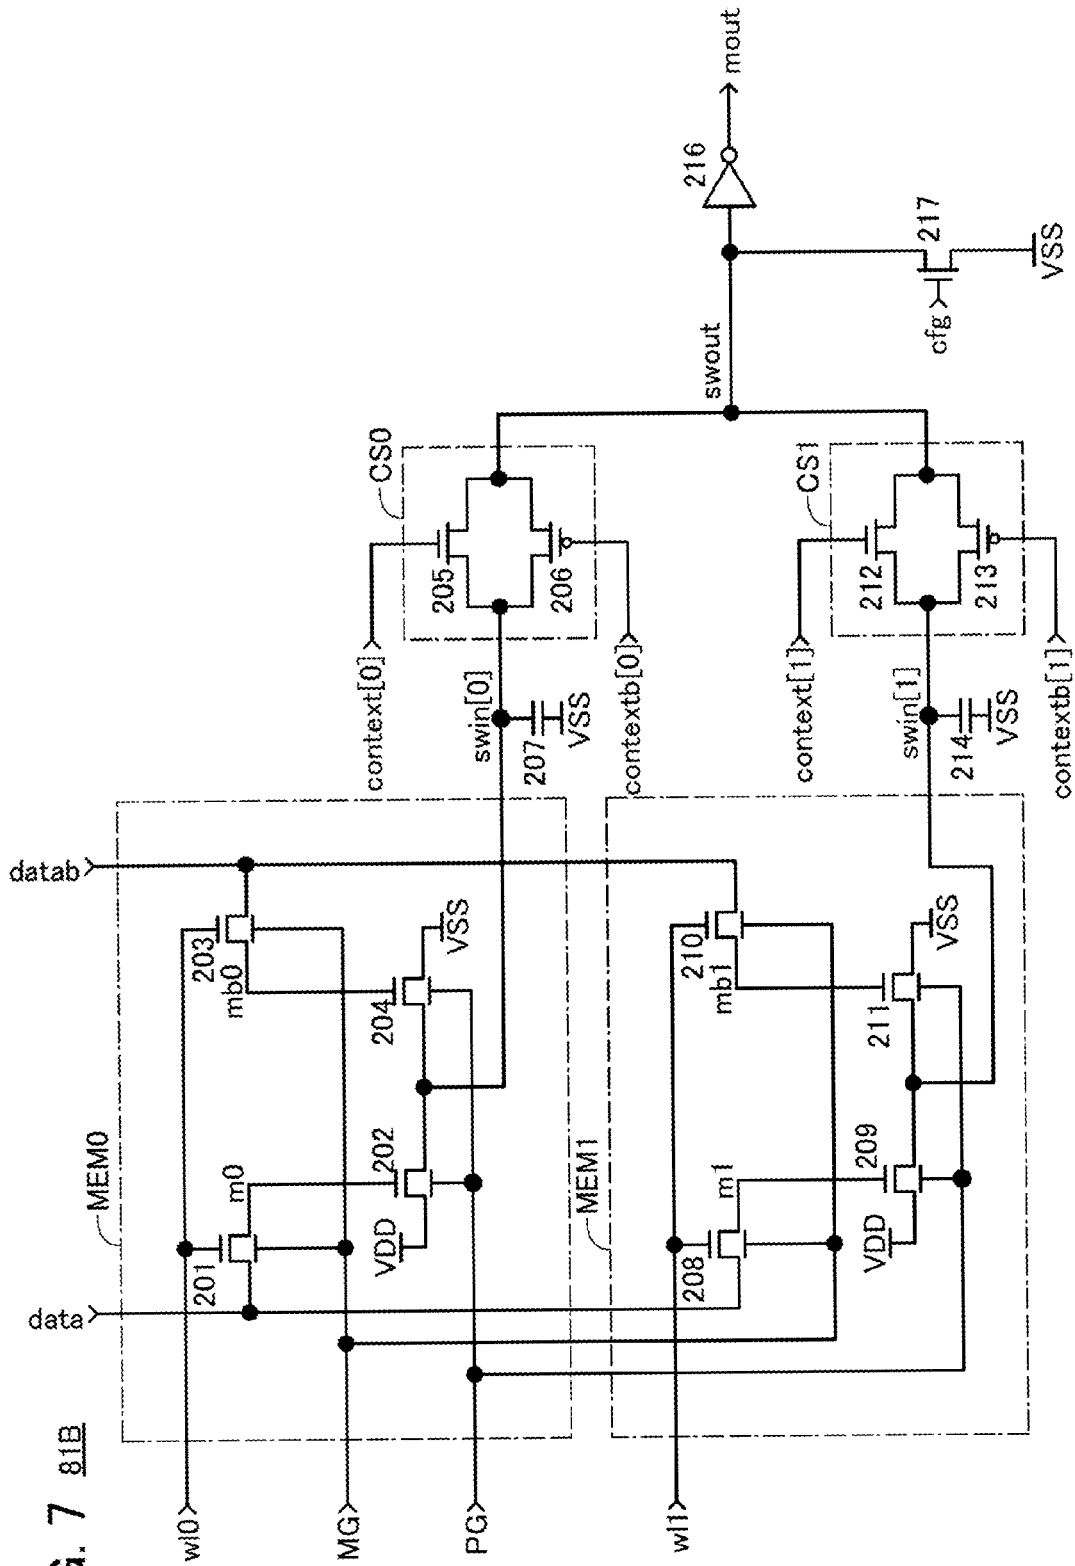 G. 7 81B
wl0
MG
PG
wl1
data
datab
MEM0
201
m0
202
VDD
203
mb0
204
VSS
MEM1
208
m1
209
VDD
210
mb1
211
VSS
context[0]
swin[0]
207
VSS
contextb[0]
CS0
205
206
context[1]
swin[1]
214
VSS
contextb[1]
CS1
212
213
swout
216
mout
cfg
217
VSS